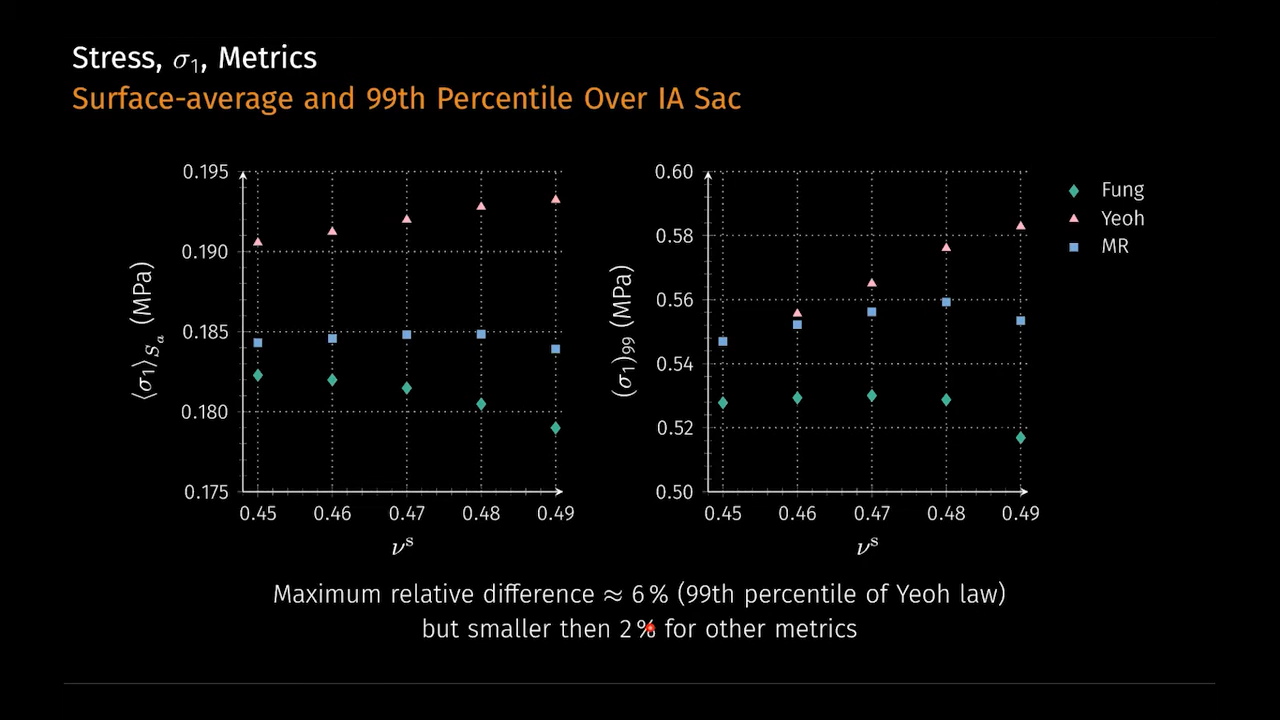 Stress, σ₁, Metrics
Surface-average and 99th Percentile Over IA Sac
0.195
0.190
0.185
0.180
0.175
⟨σ₁⟩Sₐ (MPa)
0.45 0.46 0.47 0.48 0.49
νˢ
0.60
0.58
0.56
0.54
0.52
0.50
(σ₁)₉₉ (MPa)
0.45 0.46 0.47 0.48 0.49
νˢ
Fung
Yeoh
MR
Maximum relative difference ≈ 6 % (99th percentile of Yeoh law)
but smaller then 2 % for other metrics